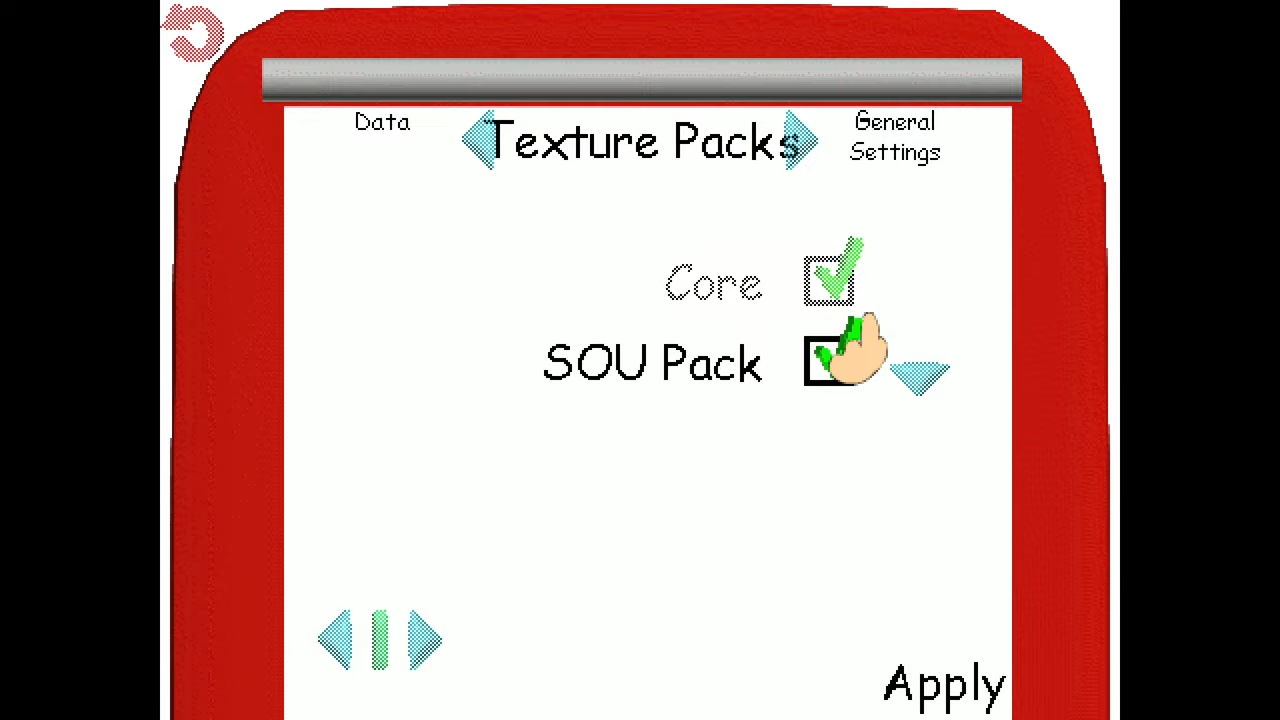 Data
Texture Packs
General
Settings
Core
SOU Pack
Apply